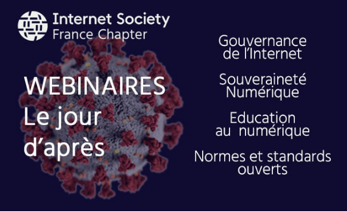 Internet Society
France Chapter
WEBINAIRES
Le jour
d'après
Gouvernance
de l'Internet
Souveraineté
Numérique
Education
au numérique
Normes et standards
ouverts